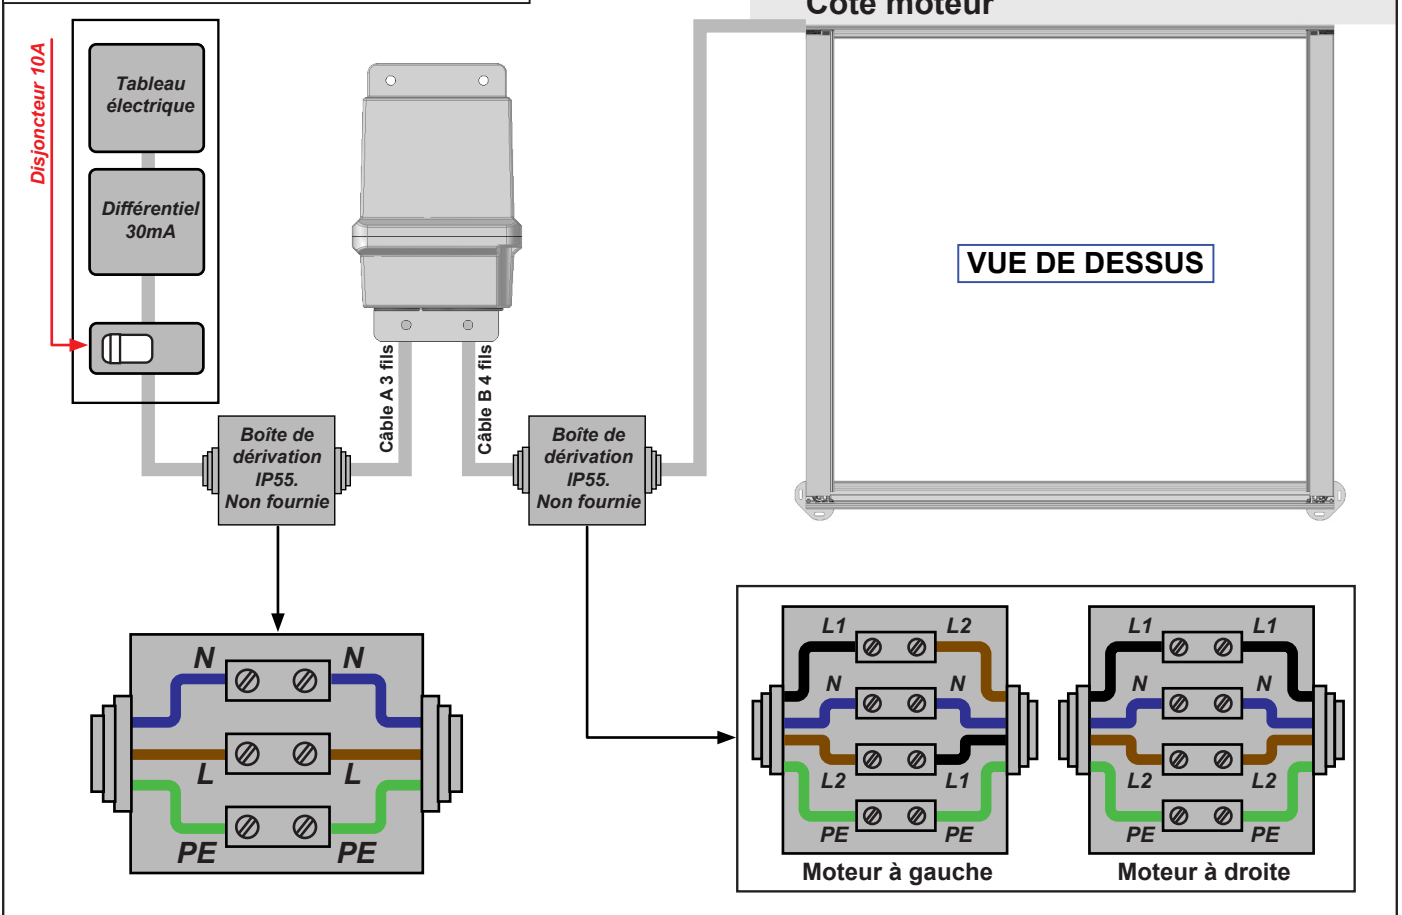 Côté moteur
Disjoncteur 10A
Tableau
électrique
Différentiel
30mA
Câble A 3 fils
Câble B 4 fils
VUE DE DESSUS
Boîte de
dérivation
IP55.
Non fournie
Boîte de
dérivation
IP55.
Non fournie
N N
L L
PE PE
L1 L2
N N
L2 L1
PE PE
Moteur à gauche
L1 L1
N N
L2 L2
PE PE
Moteur à droite